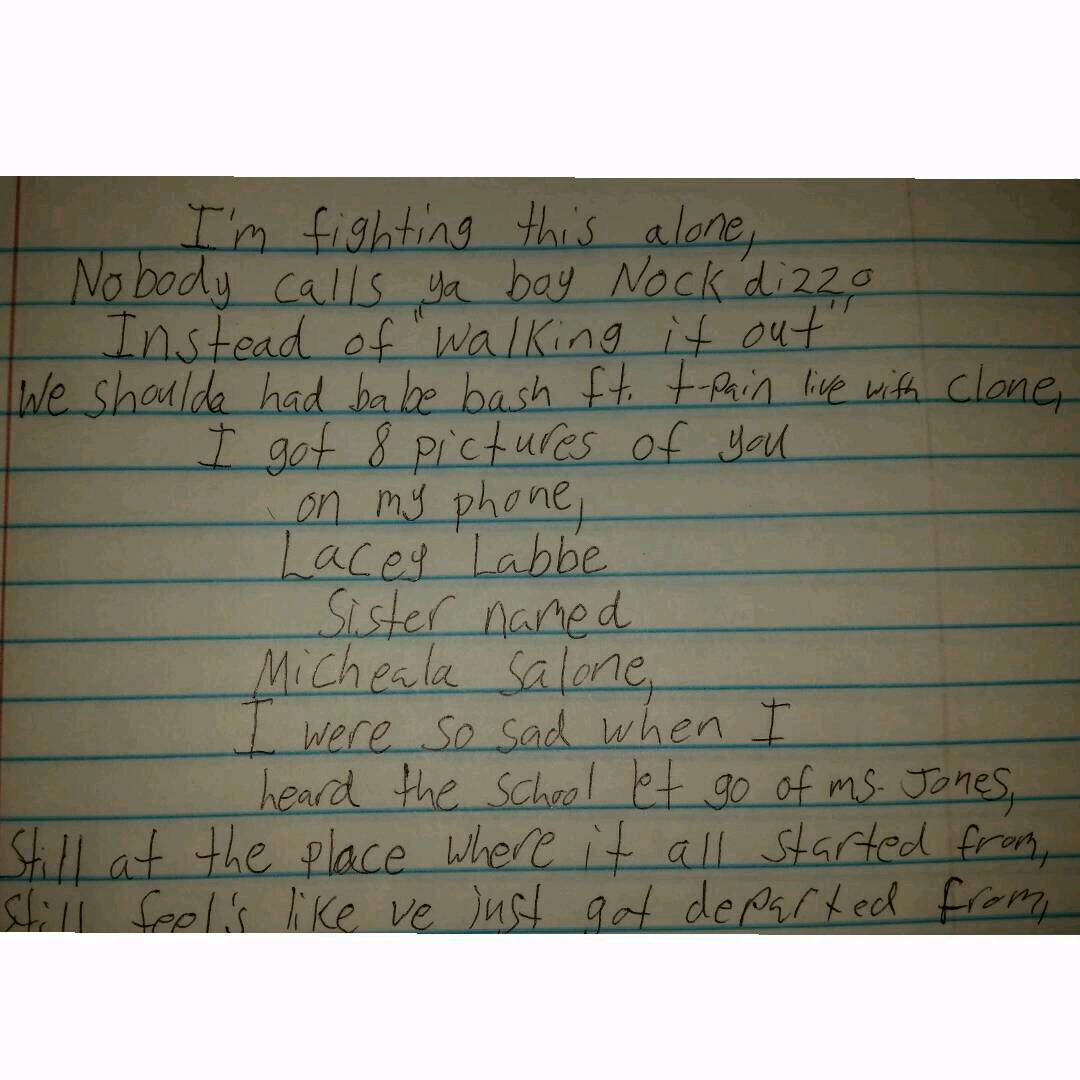 I'm fighting this alone,
Nobody calls ya boy Nock dizzo
Instead of "walking it out"
We shoulda had babe bash ft. t-pain live with clone,
I got 8 pictures of you
on my phone,
Lacey Labbe
Sister named
Micheala Salone,
I were so sad when I
heard the school let go of ms. Jones,
Still at the place where it all started from,
Still feel's like ve just got departed from,